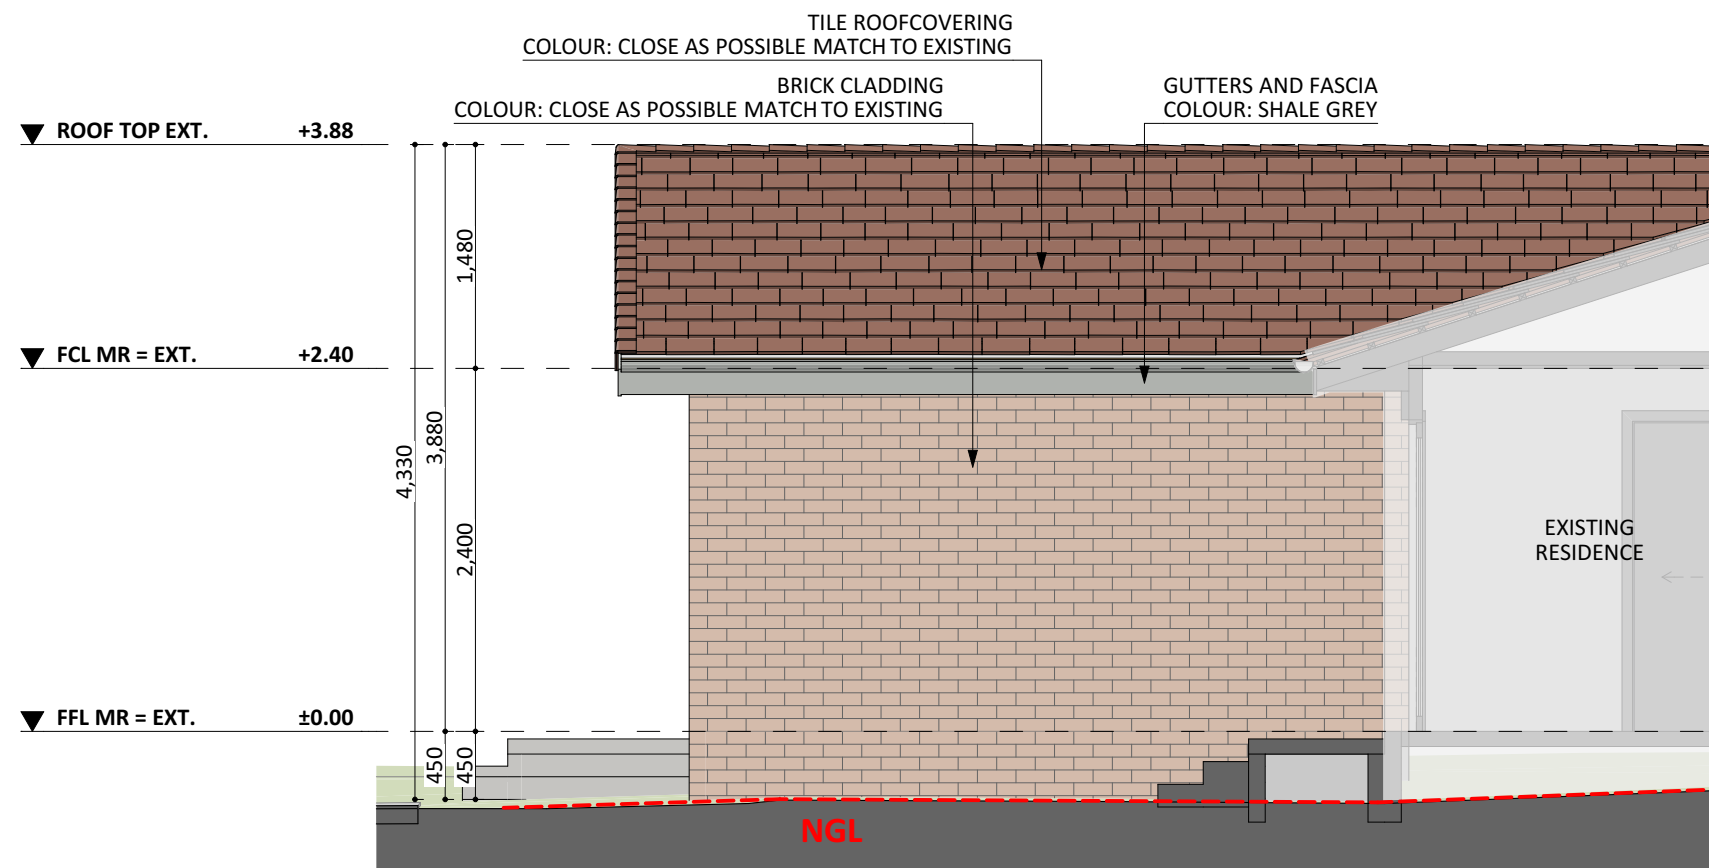 TILE ROOFCOVERING
COLOUR: CLOSE AS POSSIBLE MATCH TO EXISTING
BRICK CLADDING
COLOUR: CLOSE AS POSSIBLE MATCH TO EXISTING
GUTTERS AND FASCIA
COLOUR: SHALE GREY
ROOF TOP EXT. +3.88
1,480
FCL MR = EXT. +2.40
4,330
3,880
2,400
EXISTING
RESIDENCE
FFL MR = EXT. ±0.00
450
450
NGL